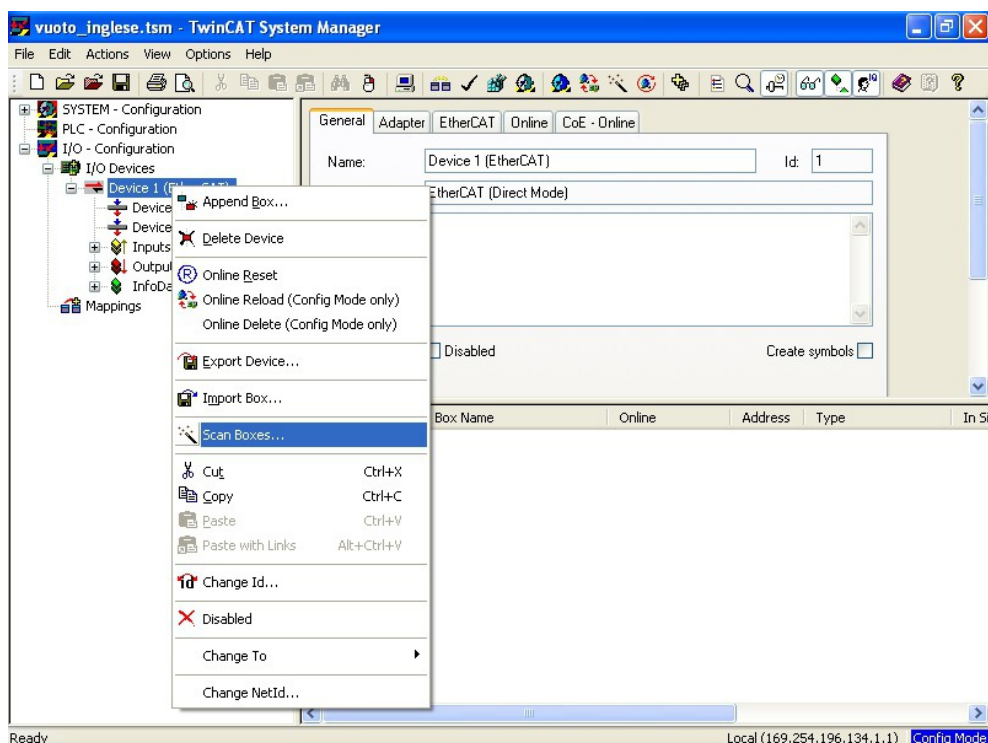 vuoto_inglese.tsm - TwinCAT System Manager
File Edit Actions View Options Help
SYSTEM - Configuration
PLC - Configuration
I/O - Configuration
I/O Devices
Device 1
Device
Device
Inputs
Mappings
Append Box...
Delete Device
Online Reset
Online Reload (Config Mode only)
Online Delete (Config Mode only)
Export Device...
Import Box...
Scan Boxes...
Cut Ctrl+X
Copy Ctrl+C
Paste Ctrl+V
Paste with Links Alt+Ctrl+V
Change Id...
Disabled
Change To
Change NetId...
General Adapter EtherCAT Online CoE - Online
Name: Device 1 (EtherCAT) Id: 1
EtherCAT (Direct Mode)
Disabled Create symbols
Box Name Online Address Type In
Ready Local (169.254.196.134.1.1) Config Mode